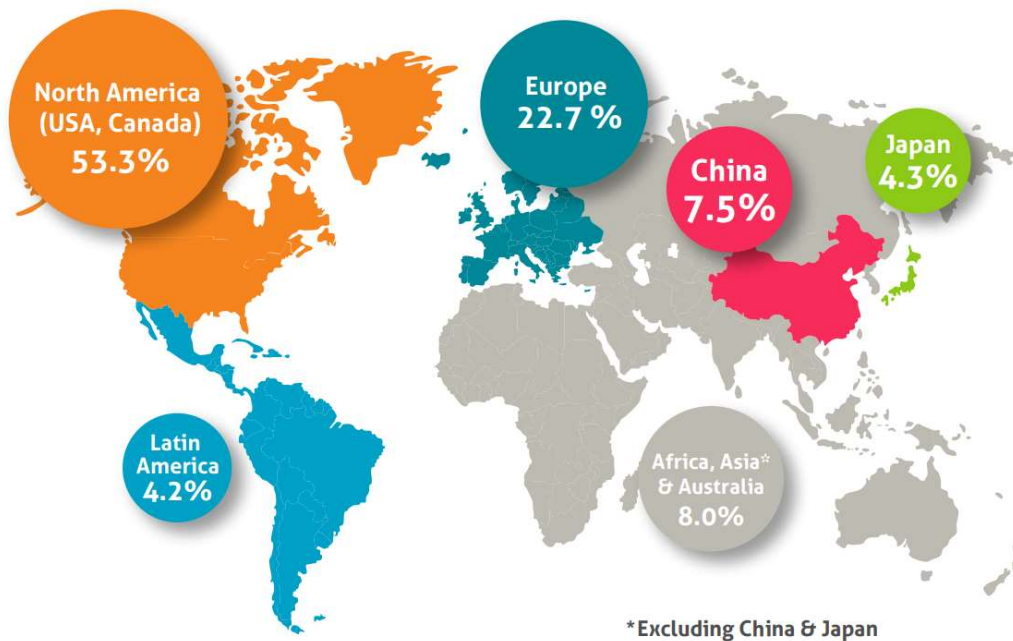 North America
(USA, Canada)
53.3%
Europe
22.7 %
China
7.5%
Japan
4.3%
Latin
America
4.2%
Africa, Asia*
& Australia
8.0%
*Excluding China & Japan